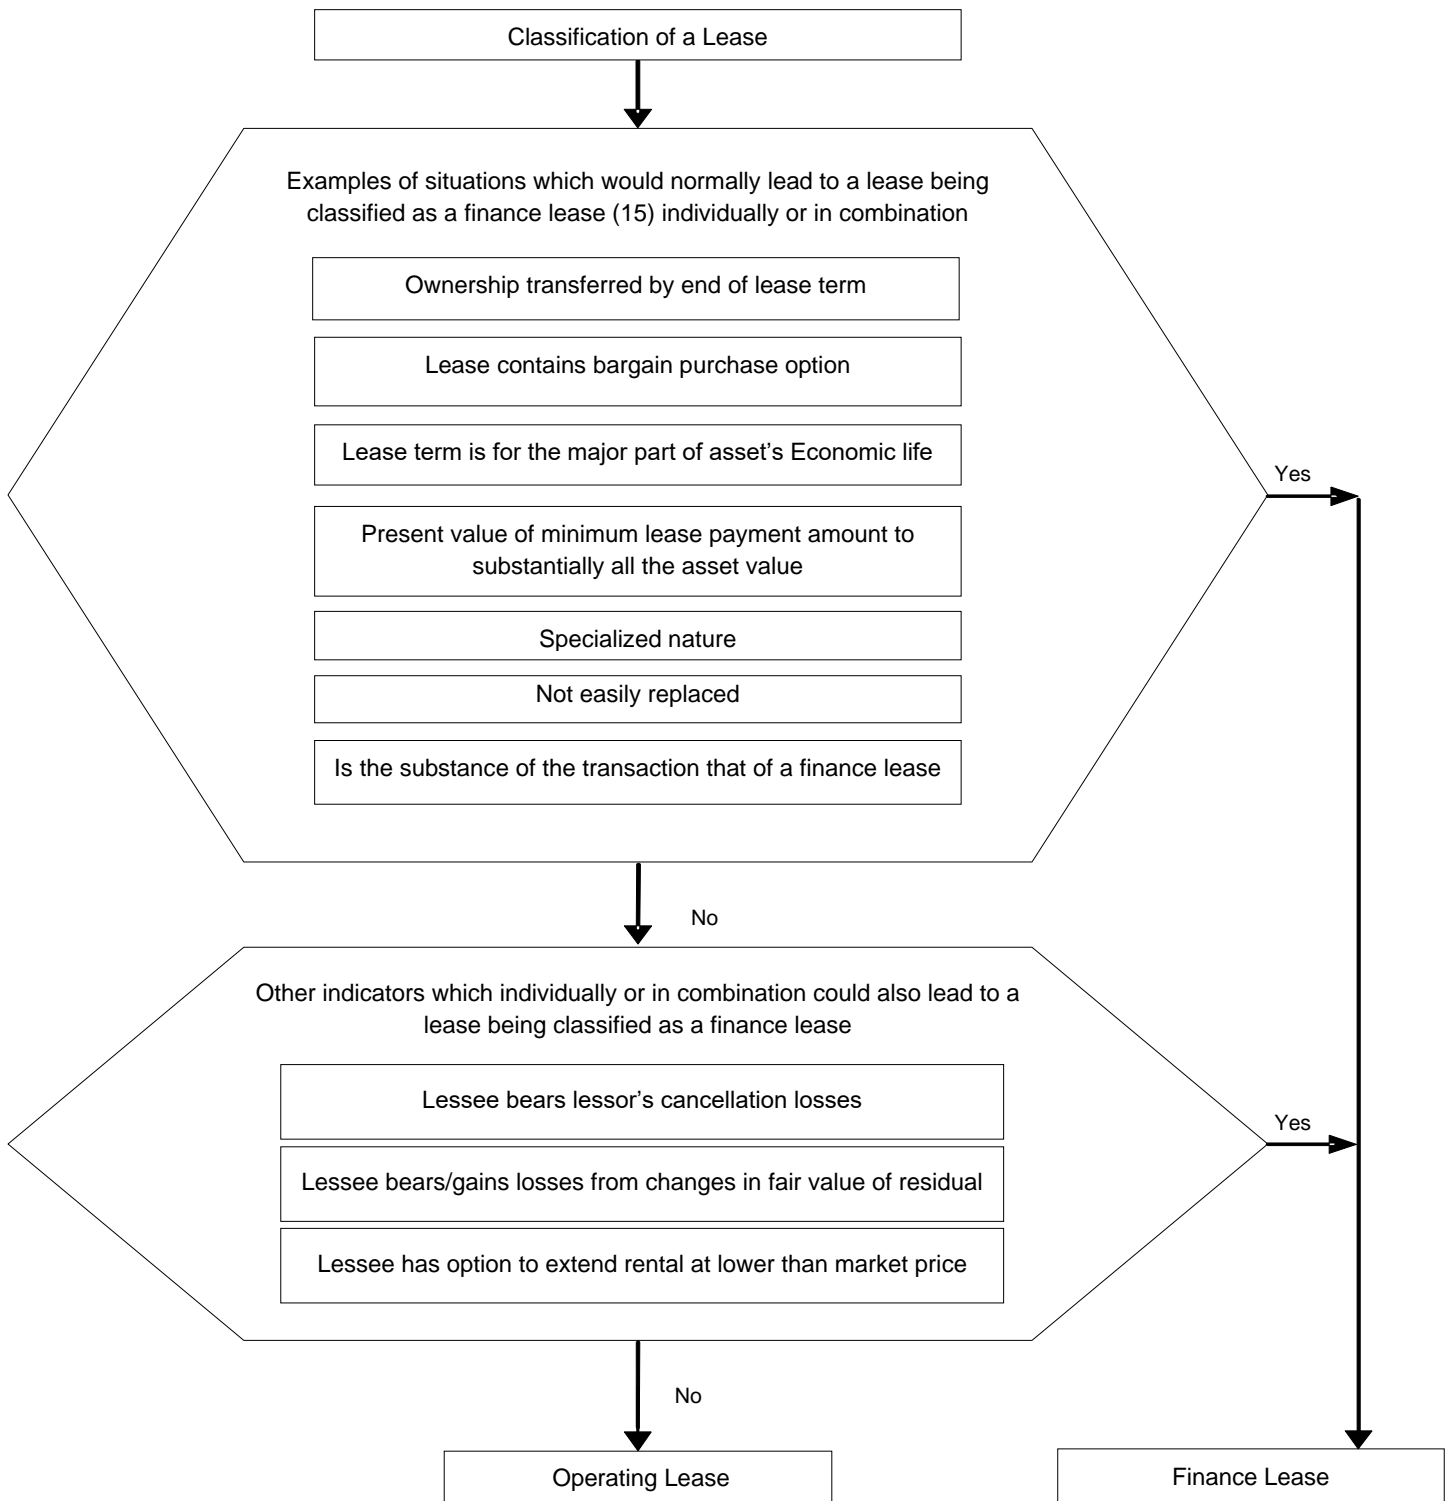 Classification of a Lease
Examples of situations which would normally lead to a lease being
classified as a finance lease (15) individually or in combination
Ownership transferred by end of lease term
Lease contains bargain purchase option
Lease term is for the major part of asset’s Economic life
Yes
Present value of minimum lease payment amount to
substantially all the asset value
Specialized nature
Not easily replaced
Is the substance of the transaction that of a finance lease
No
Other indicators which individually or in combination could also lead to a
lease being classified as a finance lease
Lessee bears lessor’s cancellation losses
Yes
Lessee bears/gains losses from changes in fair value of residual
Lessee has option to extend rental at lower than market price
No
Operating Lease
Finance Lease